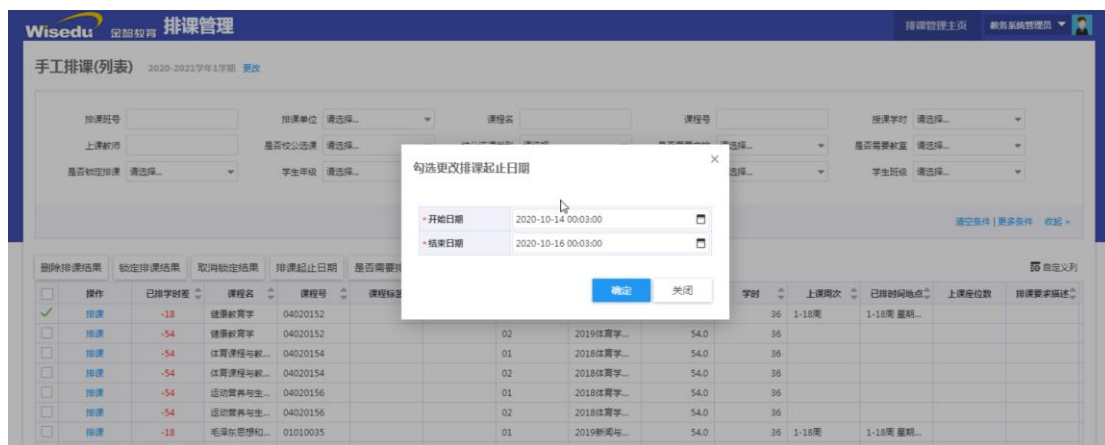 Wisedu 金智教育 排课管理 排课管理主页 教务系统管理员
手工排课(列表) 2020-2021学年1学期 更改
排课班号 排课单位 请选择... 课程名 课程号 授课学时 请选择...
上课教师 是否校公选课 请选择... 请选择... 是否需要教室 请选择...
是否锁定排课 请选择... 学生年级 请选择... 请选择... 学生班级 请选择...
勾选更改排课起止日期 ×
*开始日期 2020-10-14 00:03:00
*结束日期 2020-10-16 00:03:00
确定 关闭
清空条件 | 更多条件 收起
删除排课结果 锁定排课结果 取消锁定结果 排课起止日期 是否需要排 自定义列
操作 已排学时差 课程名 课程号 课程标签 学时 上课周次 已排时间地点 上课座位数 排课要求描述
排课 -18 健康教育学 04020152 36 1-18周 1-18周 星期...
排课 -54 健康教育学 04020152 02 2019体育学... 54.0 36
排课 -54 体育课程与教... 04020154 01 2018体育学... 54.0 36
排课 -54 体育课程与教... 04020154 02 2018体育学... 54.0 36
排课 -54 运动营养与生... 04020156 01 2018体育学... 54.0 36
排课 -54 运动营养与生... 04020156 02 2018体育学... 54.0 36
排课 -18 毛泽东思想和... 01010035 01 2019新闻与... 54.0 36 1-18周 1-18周 星期...